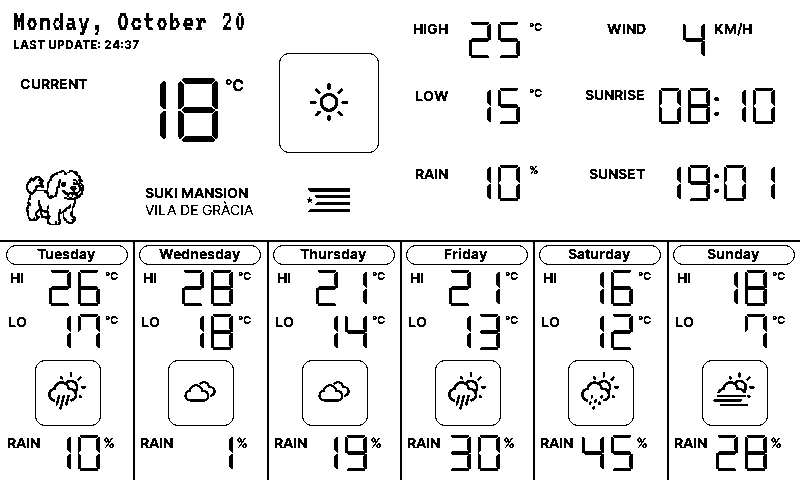 Monday, October 20
LAST UPDATE: 24:37
CURRENT 18 °C
SUKI MANSION
VILA DE GRÀCIA
HIGH 25 °C
LOW 15 °C
RAIN 10 %
WIND 4 KM/H
SUNRISE 08:10
SUNSET 19:01
Tuesday
HI 26 °C
LO 17 °C
RAIN 10 %
Wednesday
HI 28 °C
LO 18 °C
RAIN 1 %
Thursday
HI 21 °C
LO 14 °C
RAIN 19 %
Friday
HI 21 °C
LO 13 °C
RAIN 30 %
Saturday
HI 16 °C
LO 12 °C
RAIN 45 %
Sunday
HI 18 °C
LO 7 °C
RAIN 28 %